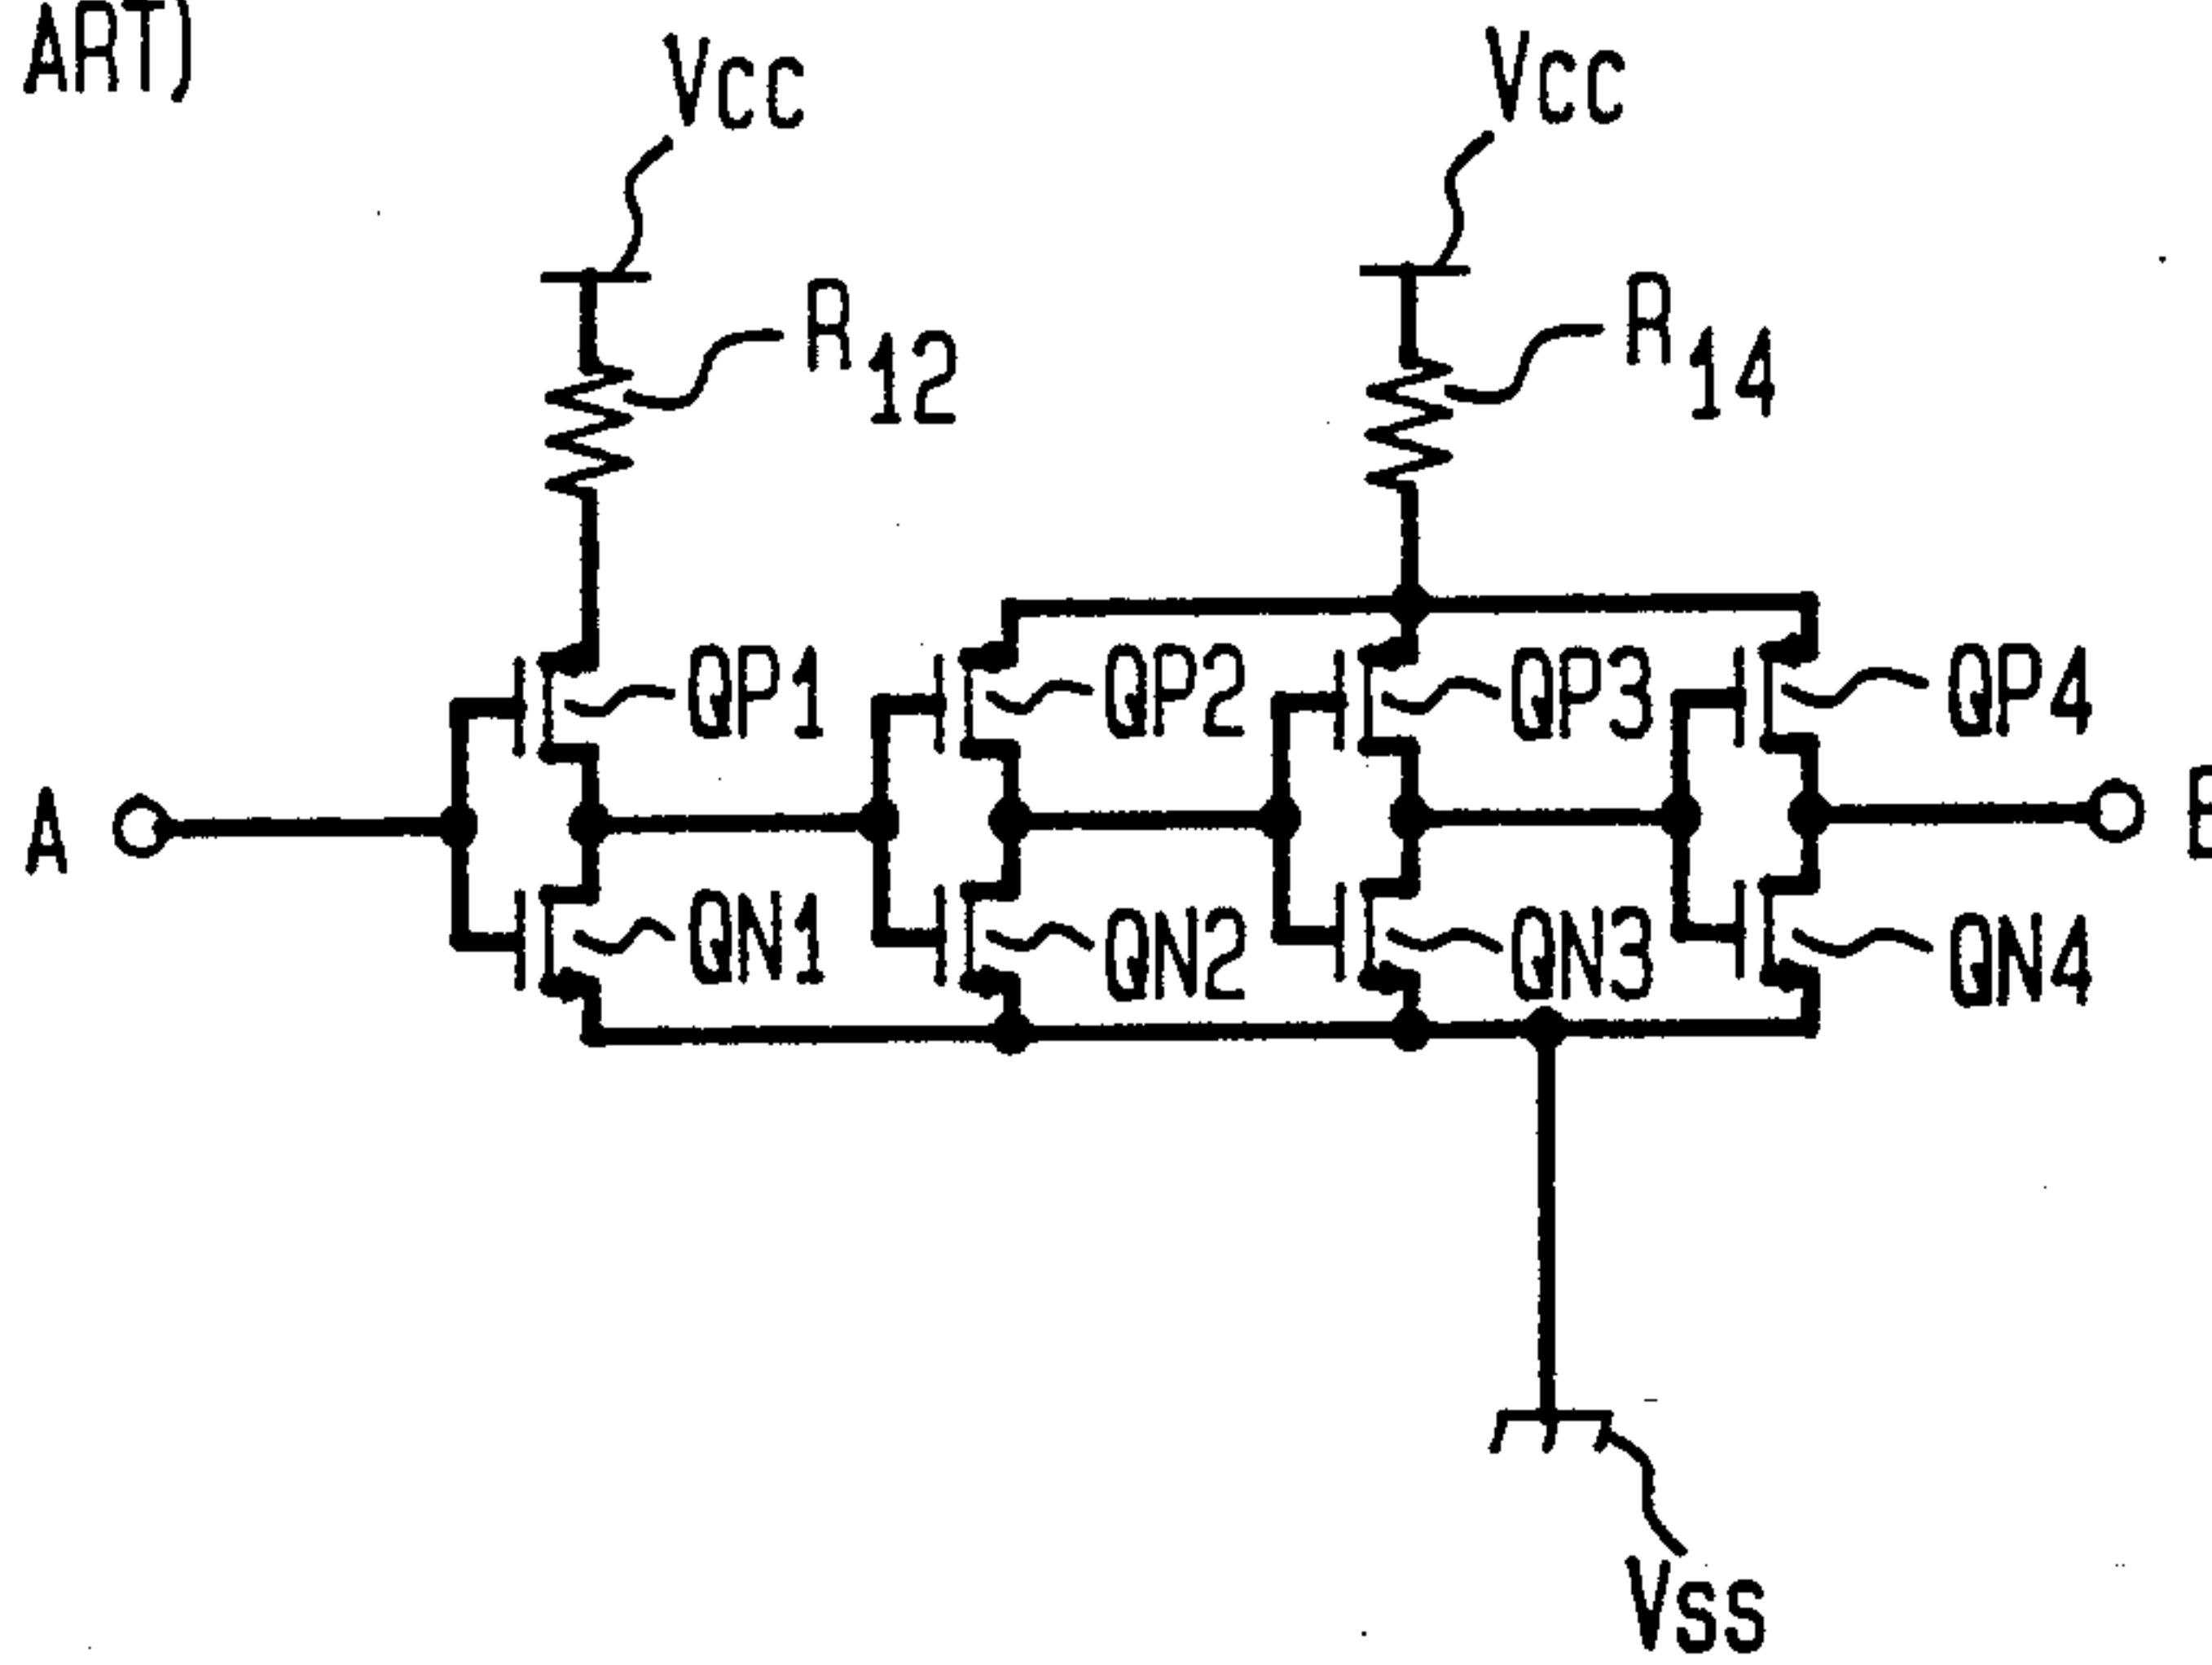 ART)
Vcc Vcc
R12 R14
QP1 QP2 QP3 QP4
A
QN1 QN2 QN3 QN4
Vss